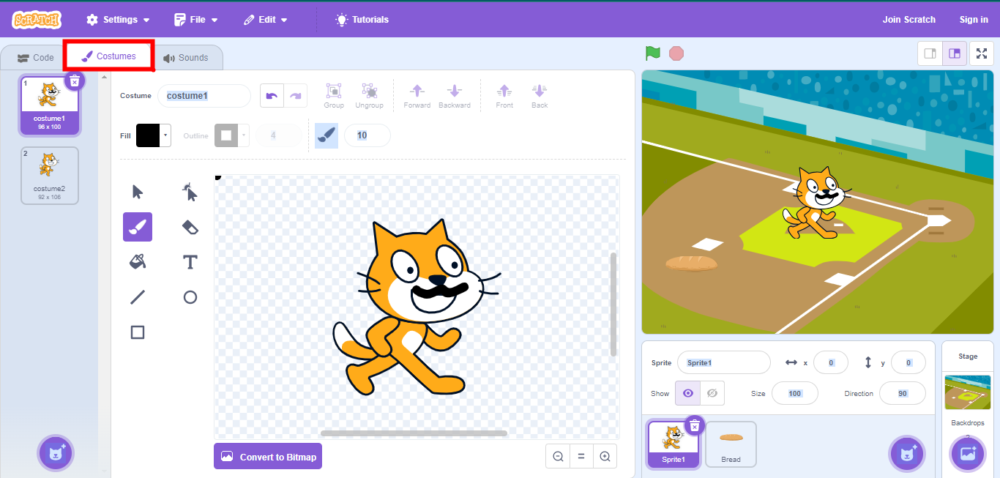 SCRATCH Settings File Edit Tutorials Join Scratch Sign in
Code Costumes Sounds
1
costume1
96 x 100
2
costume2
92 x 106
Costume costume1 Group Ungroup Forward Backward Front Back
Fill Outline 4 10
Convert to Bitmap
Sprite Sprite1 x 0 y 0
Show Size 100 Direction 90
Sprite1 Bread
Stage
Backdrops
2